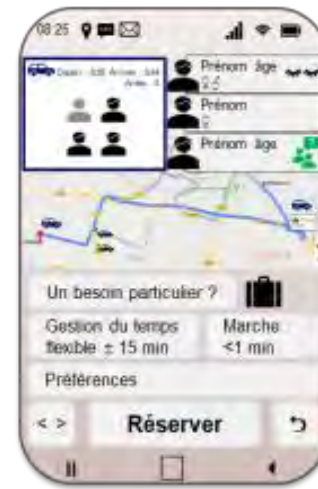 08 25
Prénom âge
Prénom
Prénom âge
Un besoin particulier ?
Gestion du temps
flexible ± 15 min
Marche
<1 min
Préférences
< >
Réserver